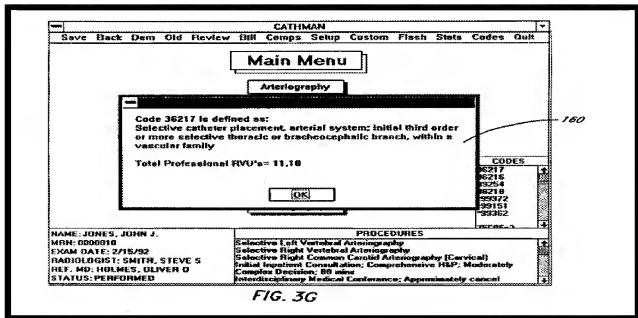 CATHMAN
Save Back Dem Old Review Bill Comps Setup Custom Flash Stats Codes Quit
Main Menu
Arteriography
Code 36217 is defined as:
Selective catheter placement, arterial system; initial third order
or more selective thoracic or bracheocephalic branch, within a
vascular family
Total Professional RVU's= 11.10
OK
160
CODES
36217
36216
99254
36218
99372
99151
99362
NAME: JONES, JOHN J.
MRN: 0000010
EXAM DATE: 2/15/92
RADIOLOGIST: SMITH, STEVE S
REF. MD: HOLMES, OLIVER O
STATUS: PERFORMED
PROCEDURES
Selective Left Vertebral Arteriography
Selective Right Vertebral Arteriography
Selective Right Common Carotid Arteriography (Cervical)
Initial Inpatient Consultation; Comprehensive H&P; Moderately
Complex Decision; 80 mins
Interdisciplinary Medical Conference; Approximately cancel
FIG. 3G